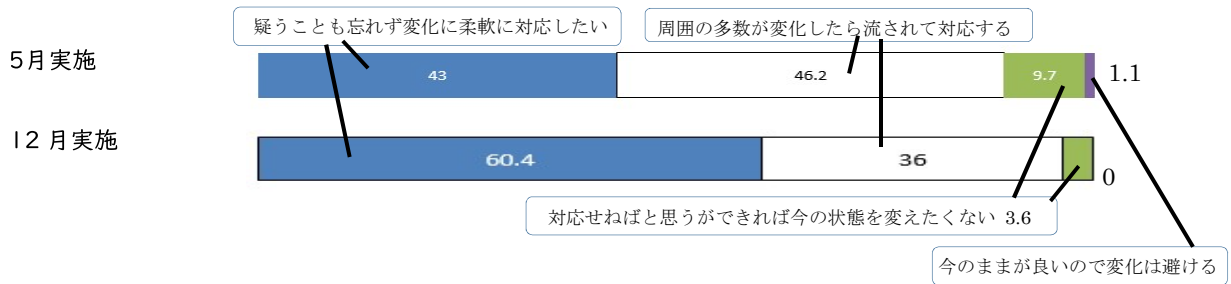 疑うことも忘れず変化に柔軟に対応したい
周囲の多数が変化したら流されて対応する
5月実施
43
46.2
9.7
1.1
12月実施
60.4
36
0
対応せねばと思うができれば今の状態を変えたくない 3.6
今のままが良いので変化は避ける